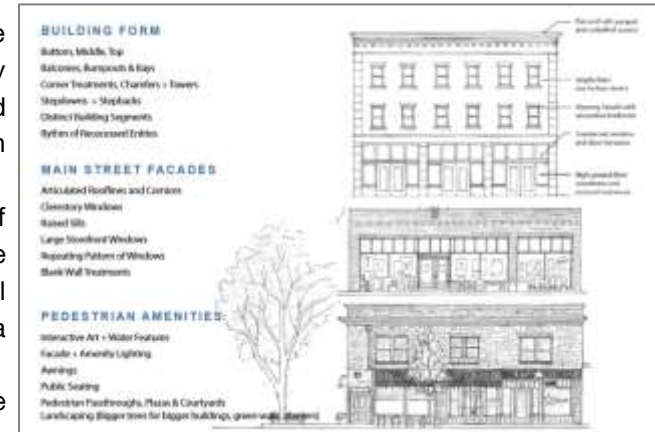 BUILDING FORM
Bottom, Middle, Top
Balconies, Bumpouts & Bays
Corner Treatments, Chamfers + Towers
Stepdowns + Stepbacks
Distinct Building Segments
Rythm of Recessed Entries
MAIN STREET FACADES
Articulated Rooflines and Cornices
Clerestory Windows
Raised Sills
Large Storefront Windows
Repeating Pattern of Windows
Blank Wall Treatments
PEDESTRIAN AMENITIES:
Interactive Art + Water Features
Facade + Amenity Lighting
Awnings
Public Seating
Pedestrian Passthroughs, Plazas & Courtyards
Landscaping (Bigger trees for bigger buildings, green walls, planters)